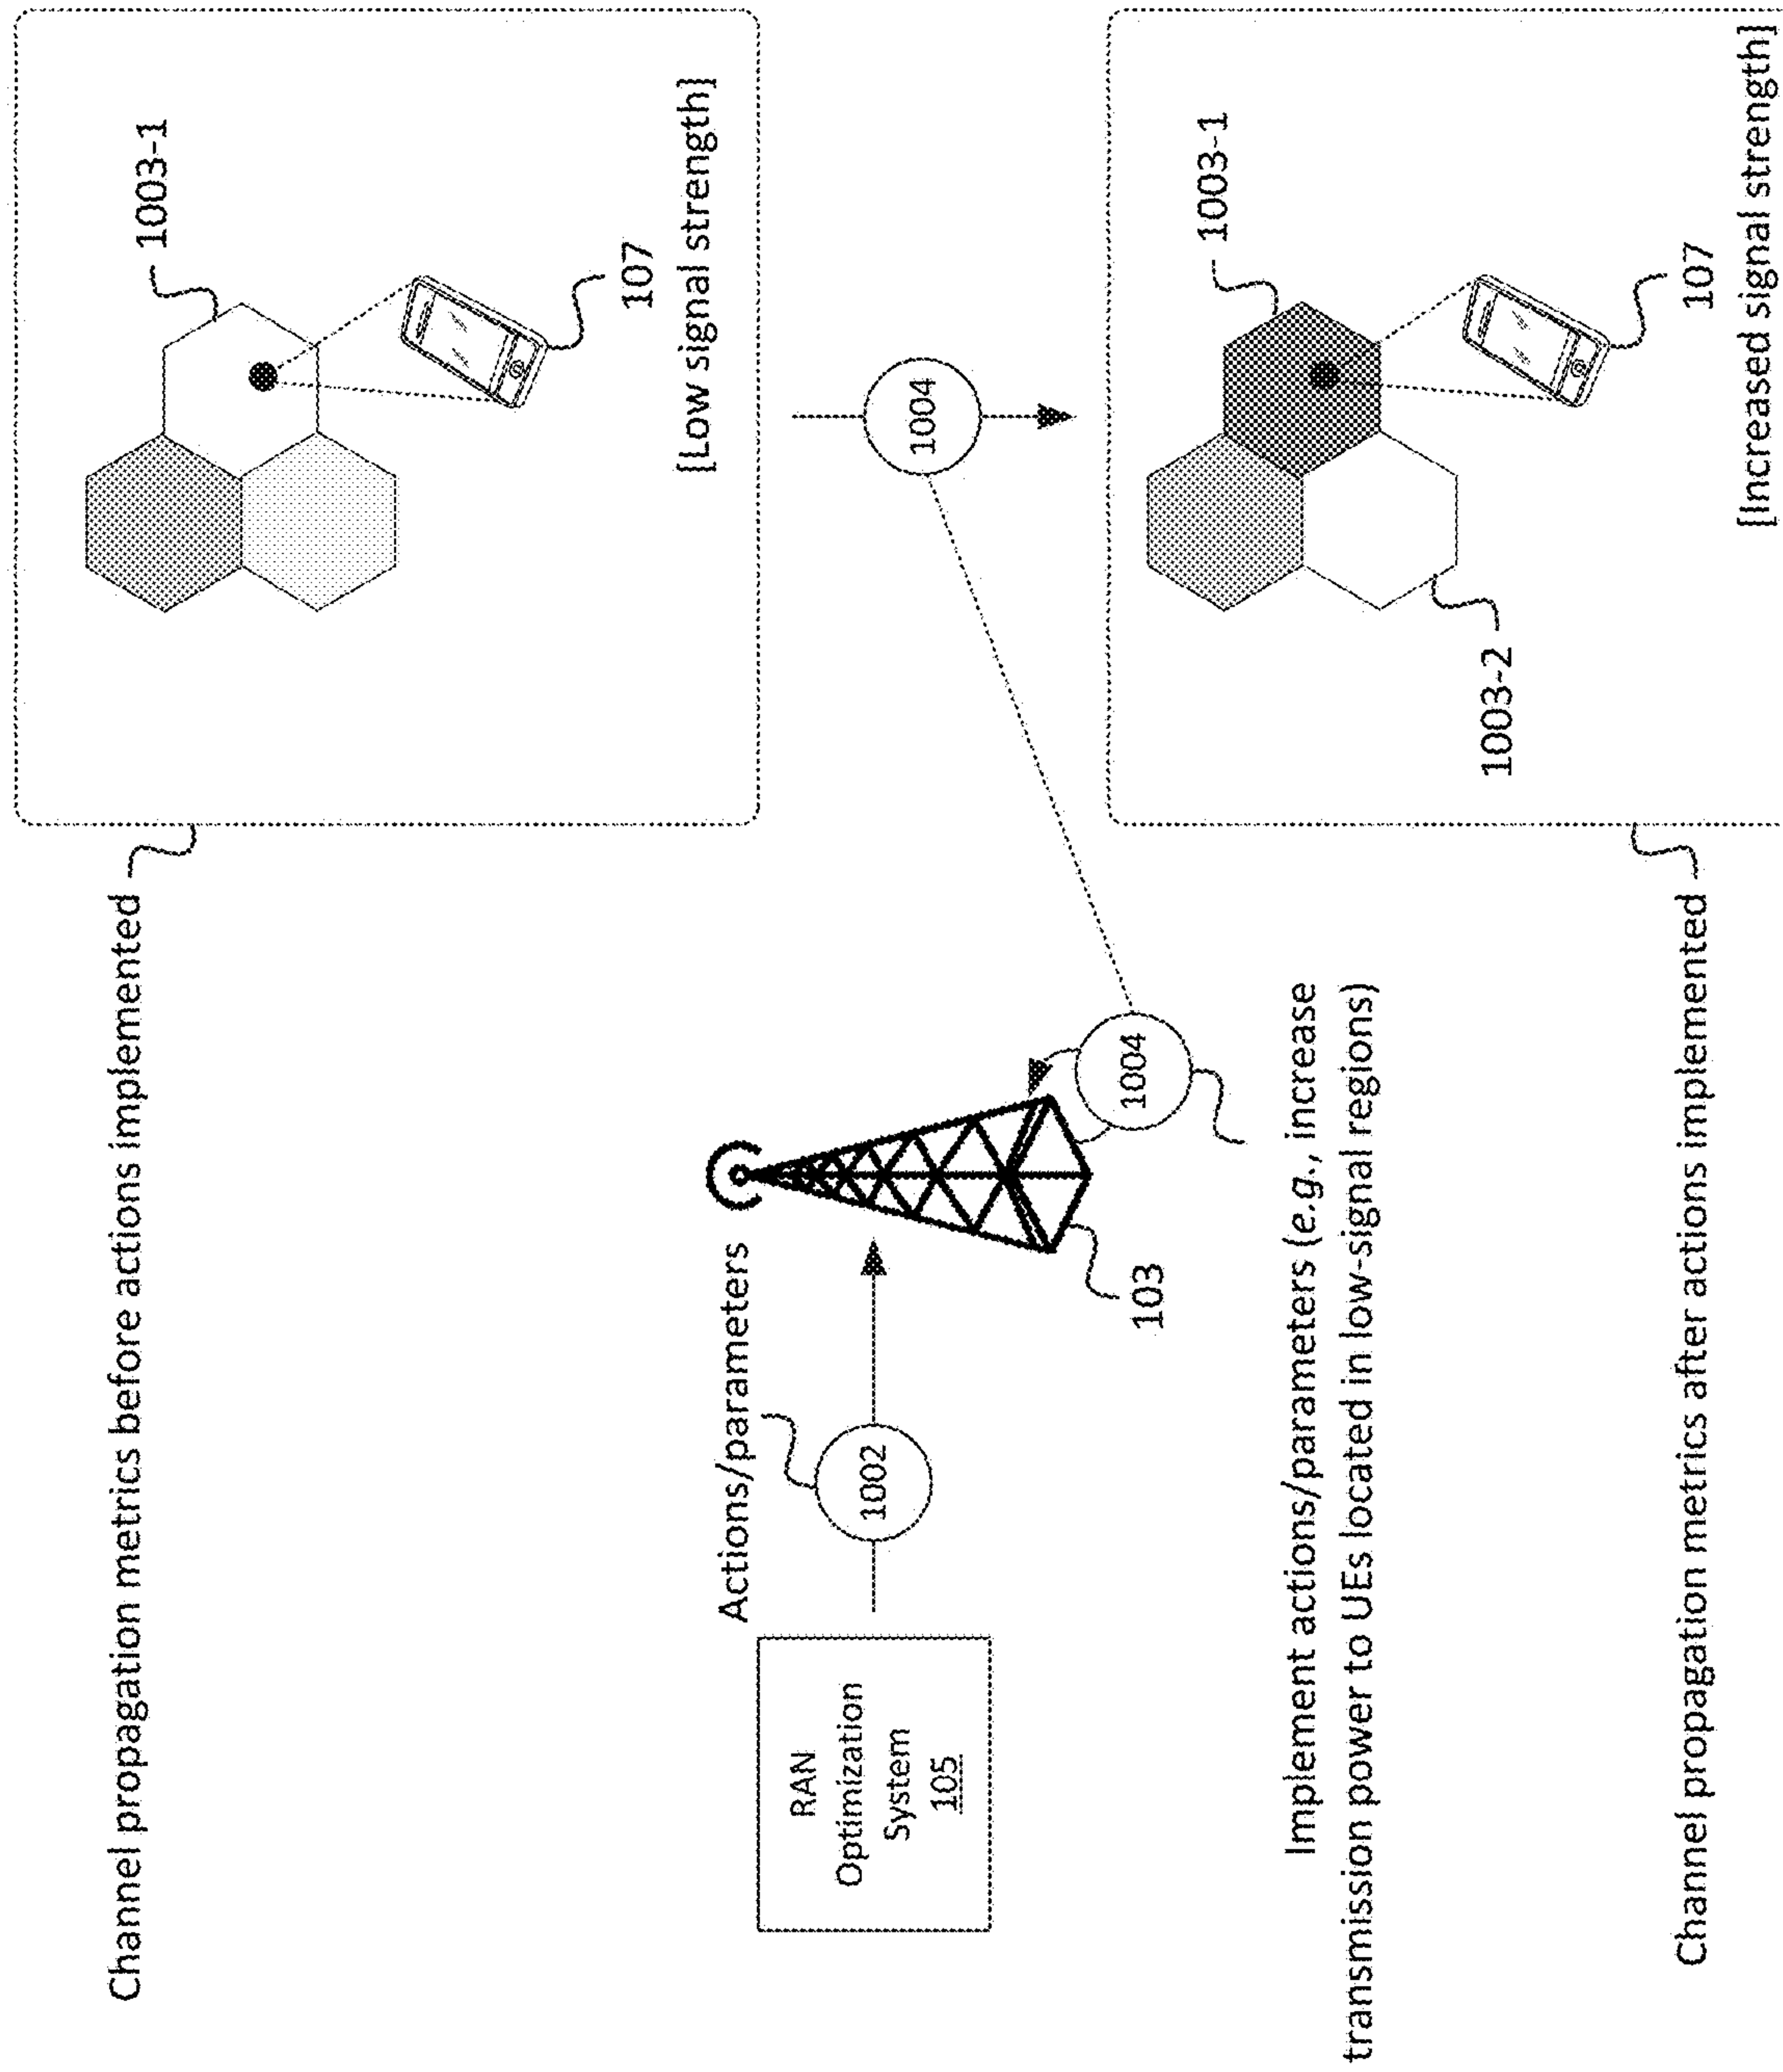 Channel propagation metrics before actions implemented
1003-1
107
[Low signal strength]
Actions/parameters
1002
RAN
Optimization
System
105
103
1004
1004
Implement actions/parameters (e.g., increase
transmission power to UEs located in low-signal regions)
Channel propagation metrics after actions implemented
1003-1
1003-2
107
[Increased signal strength]